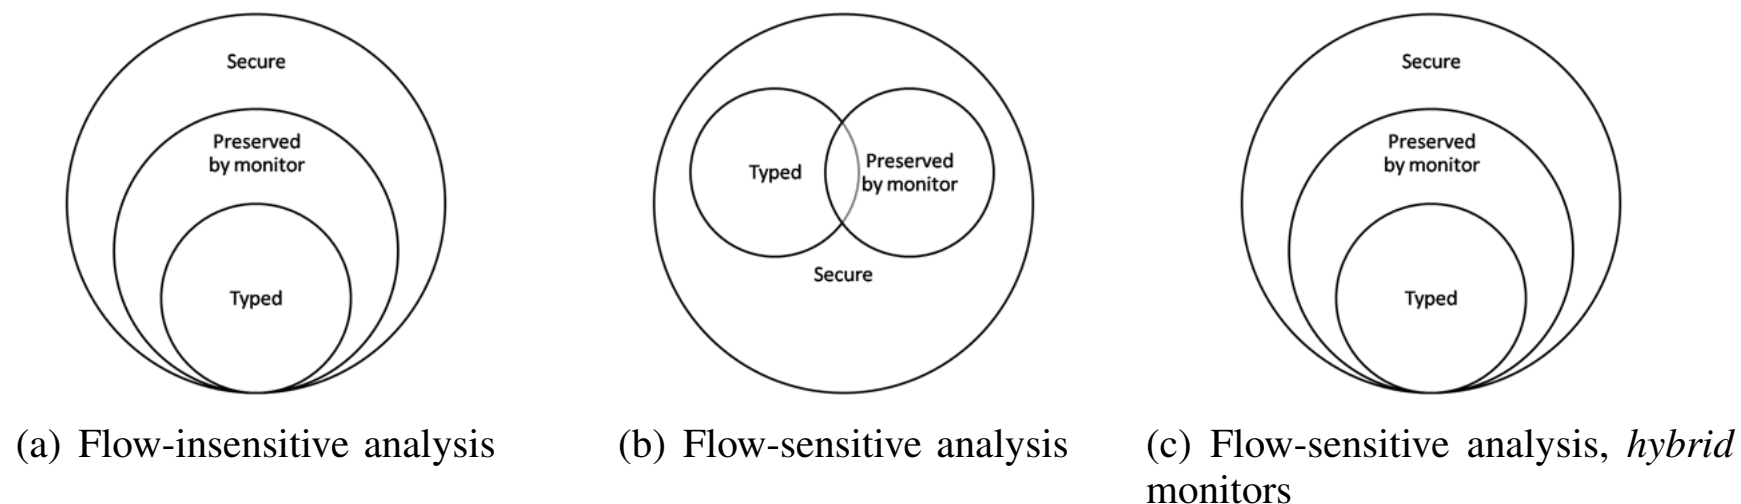 Secure
Preserved
by monitor
Typed
(a) Flow-insensitive analysis
Typed
Preserved
by monitor
Secure
(b) Flow-sensitive analysis
Secure
Preserved
by monitor
Typed
(c) Flow-sensitive analysis, hybrid
monitors